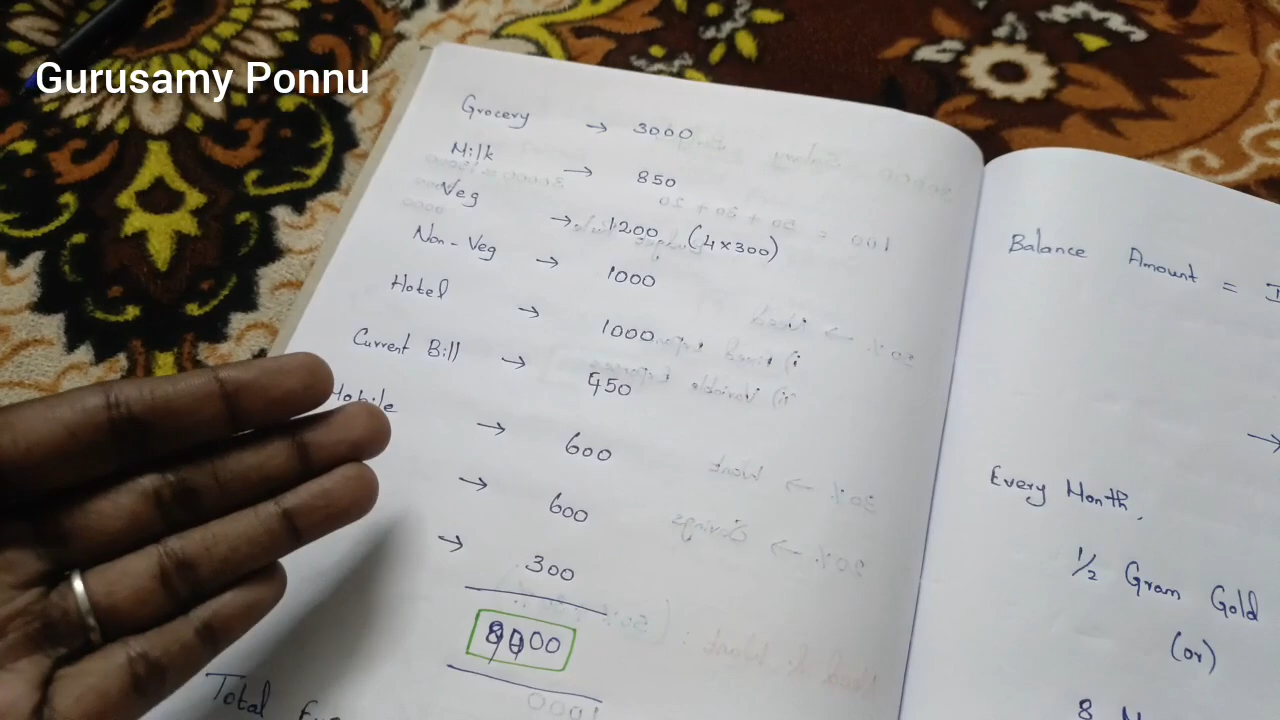 Gurusamy Ponnu
Grocery → 3000
Milk → 850
Veg → 1200 (4×300)
Non-Veg → 1000
Hotel → 1000
Current Bill → 450
Mobile → 600
→ 600
→ 300
Total
Balance Amount =
→
Every Month,
1/2 Gram Gold
(or)
8